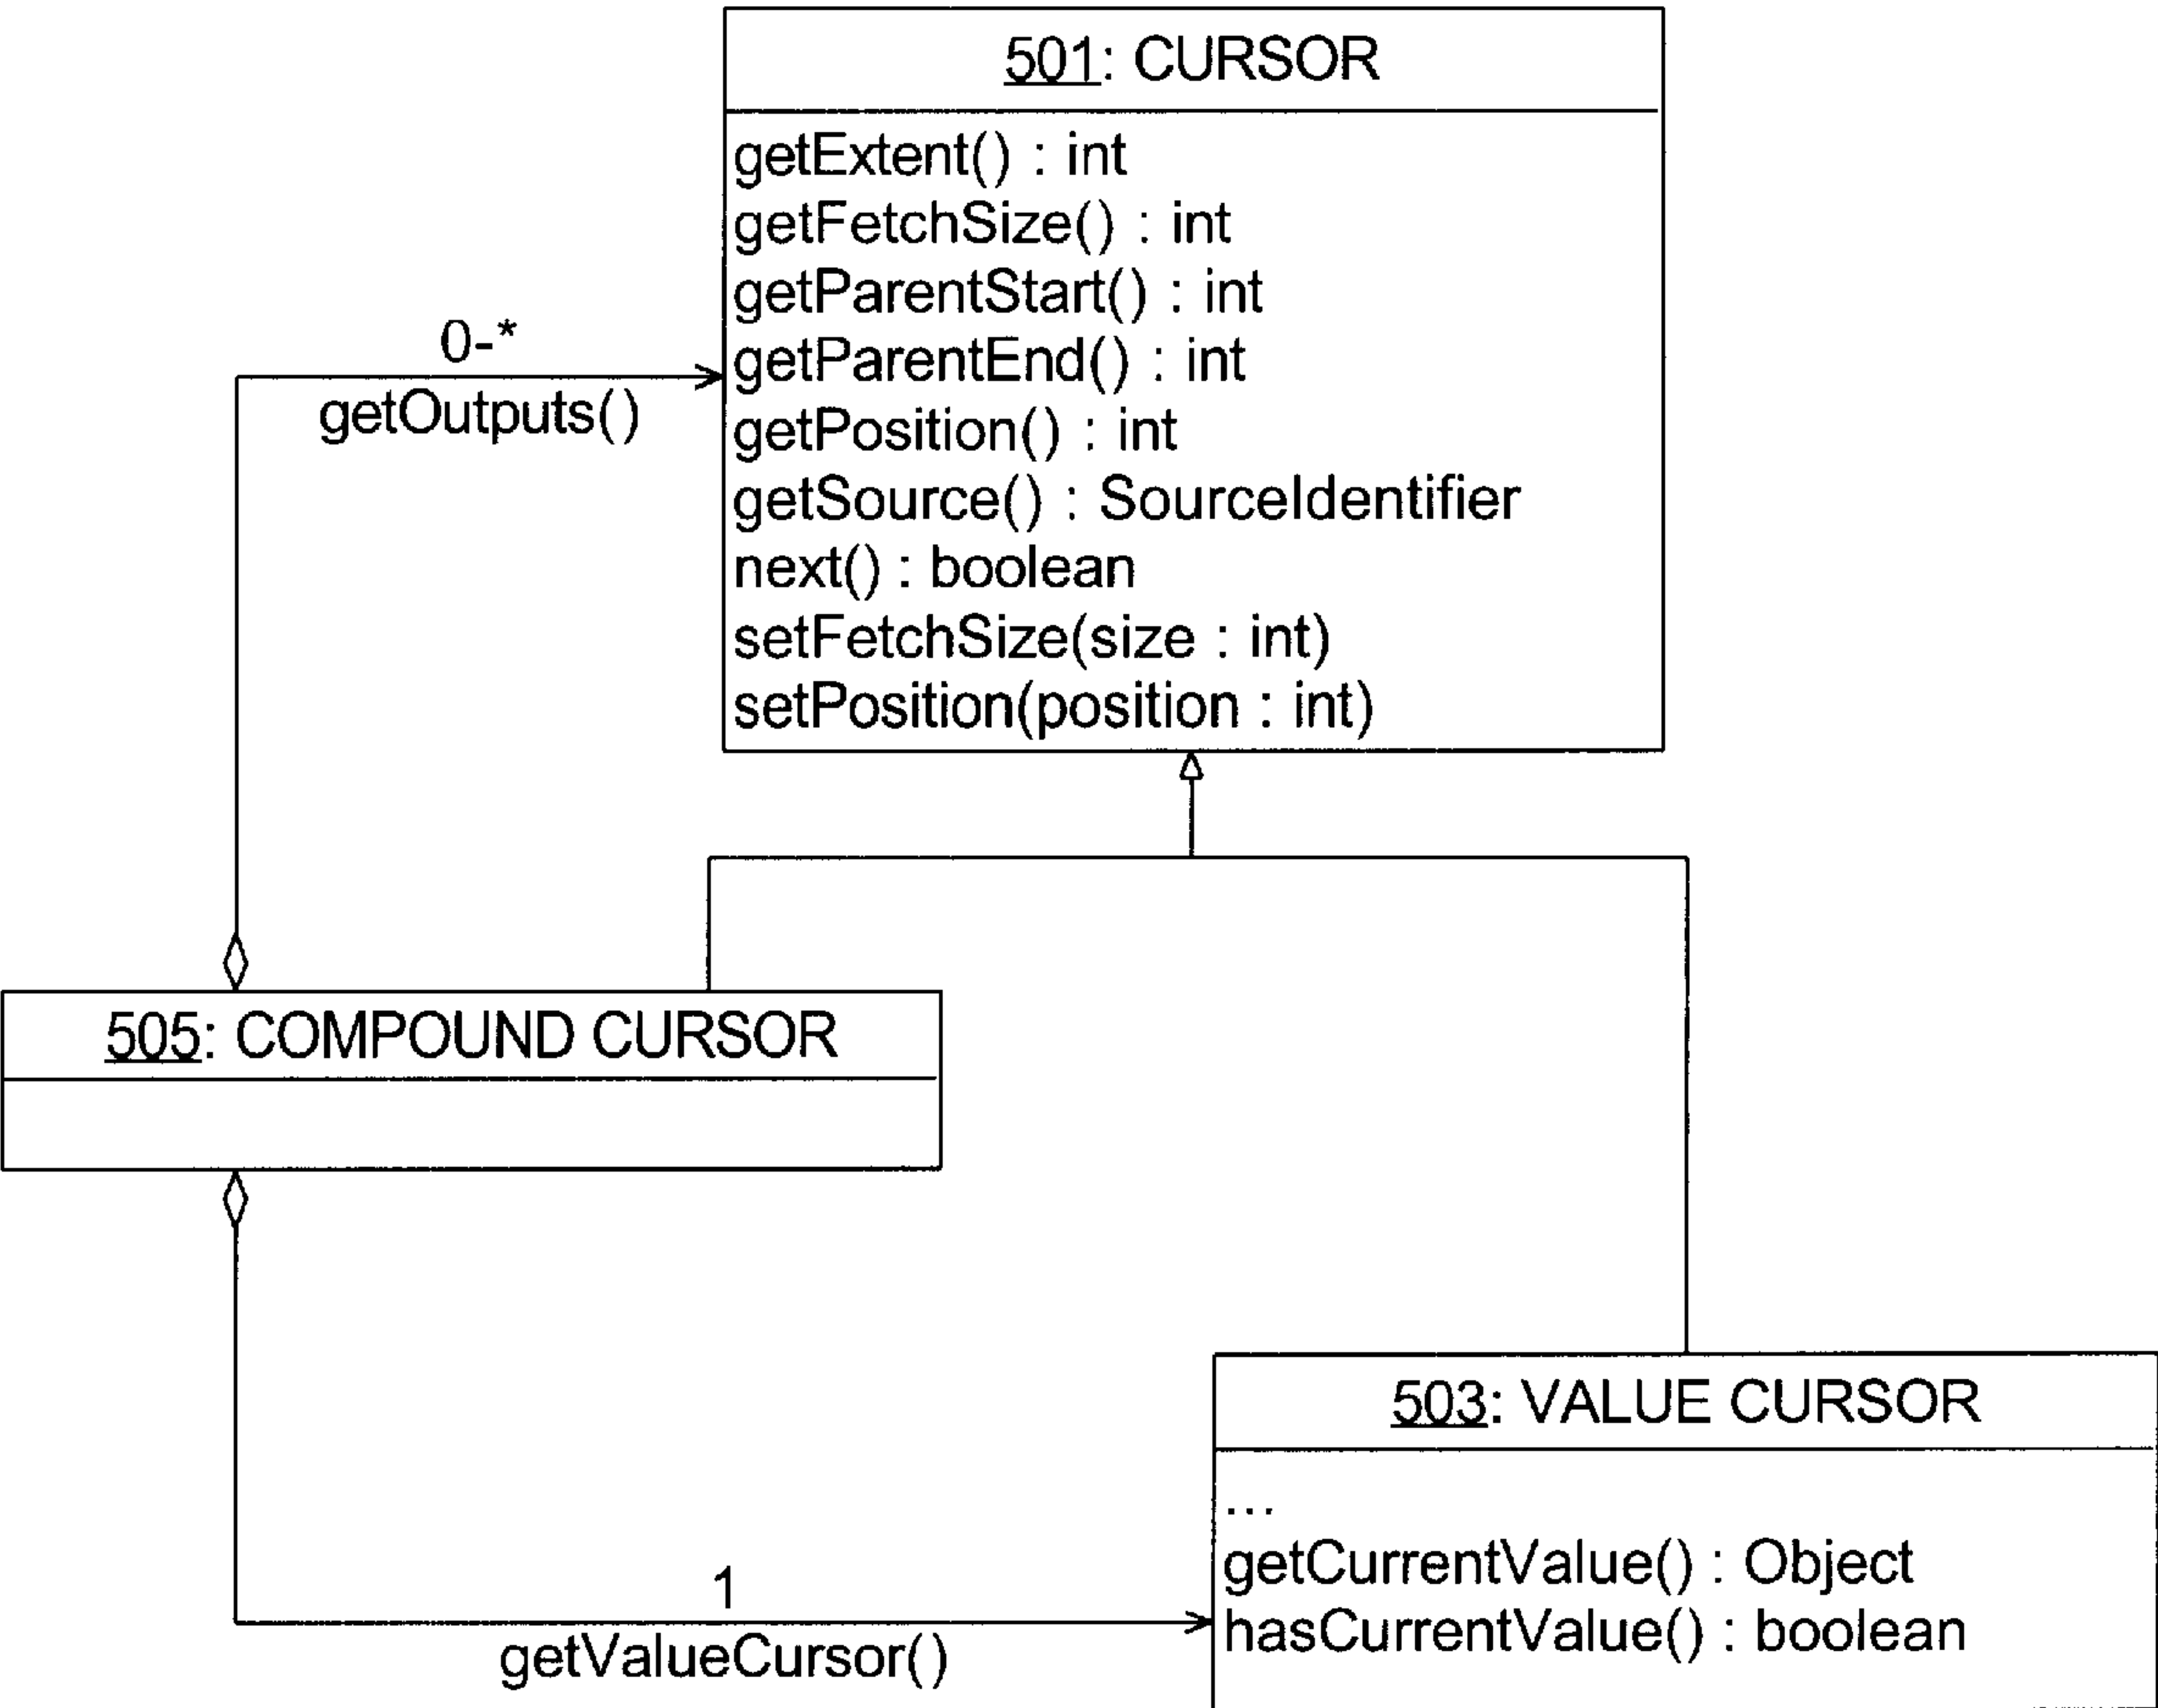 501: CURSOR
getExtent() : int
getFetchSize() : int
getParentStart() : int
getParentEnd() : int
getPosition() : int
getSource() : SourceIdentifier
next() : boolean
setFetchSize(size : int)
setPosition(position : int)
0-*
getOutputs()
505: COMPOUND CURSOR
503: VALUE CURSOR
...
getCurrentValue() : Object
hasCurrentValue() : boolean
1
getValueCursor()